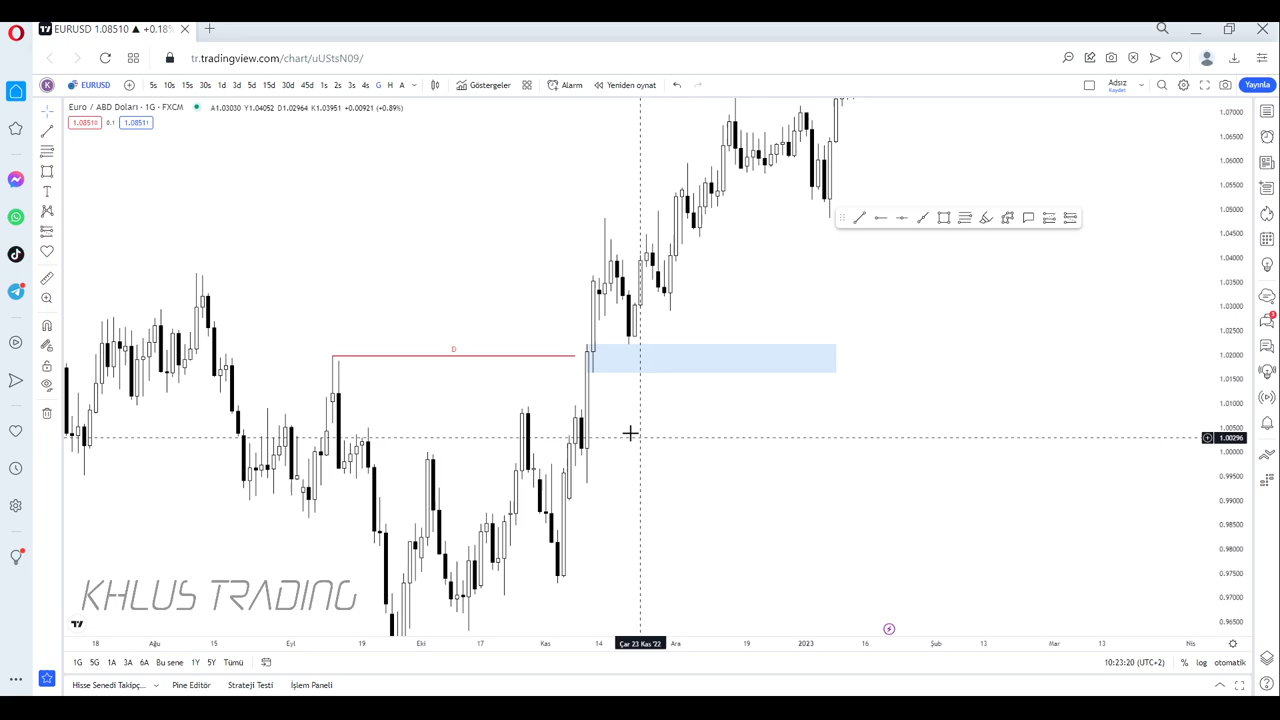 EURUSD 1.08510 ▲ +0.18%
tr.tradingview.com/chart/uUStsN09/
K EURUSD 5s 10s 15s 30s 1d 3d 5d 10d 15d 30d 45d 1s 2s 3s 4s G H A Göstergeler Alarm Yeniden oynat Adsız Kaydet Yayınla
Euro / ABD Doları · 1G · FXCM A1.03030 Y1.04052 D1.02964 K1.03951 +0.00921 (+0.89%)
1.08510 0.1 1.08511
1.07000
1.06500
1.06000
1.05500
1.05000
1.04500
1.04000
1.03500
1.03000
1.02500
D
1.02000
1.01500
1.01000
1.00500
1.00296
1.00000
0.99500
0.99000
0.98500
0.98000
0.97500
0.97000
0.96500
KHLUS TRADING
18 Ağu 15 Eyl 19 Eki 17 Kas 14 Çar 23 Kas '22 Ara 19 2023 16 Şub 13 Mar 13 Nis
1G 5G 1A 3A 6A Bu sene 1Y 5Y Tümü 10:23:20 (UTC+2) % log otomatik
Hisse Senedi Takipç... Pine Editör Strateji Testi İşlem Paneli